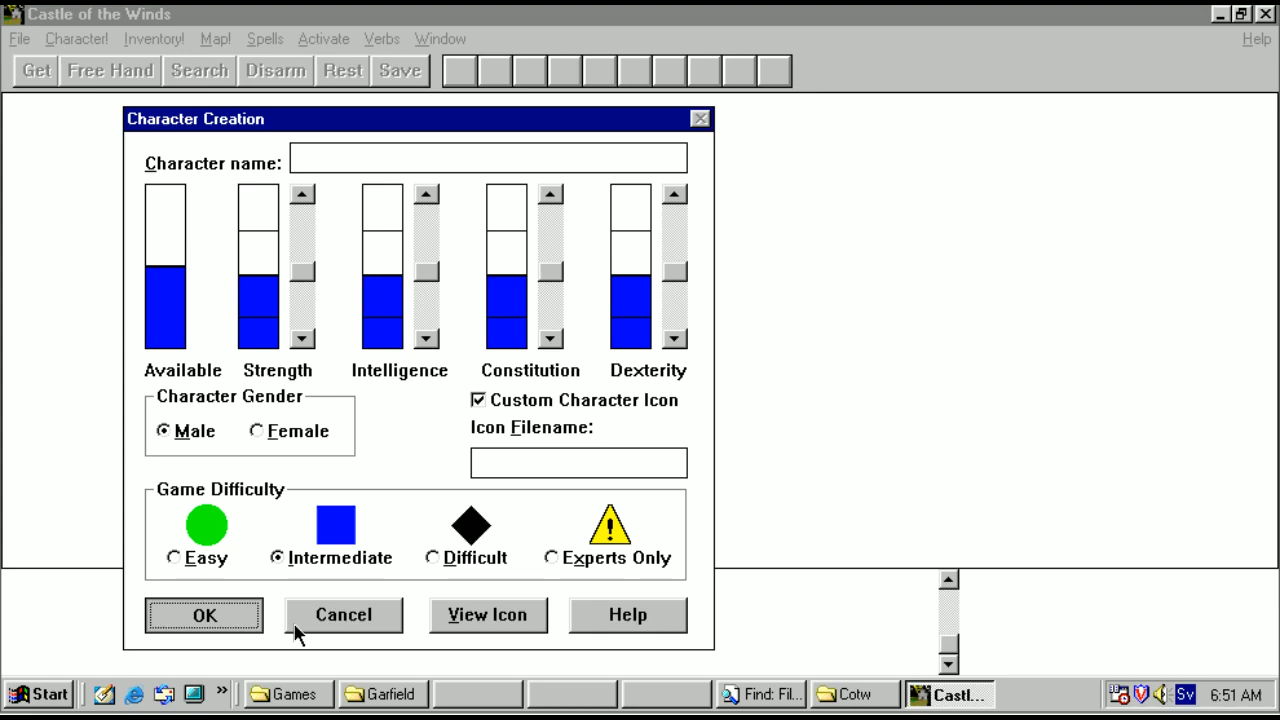 Castle of the Winds
File Character! Inventory! Map! Spells Activate Verbs Window Help
Get Free Hand Search Disarm Rest Save
Character Creation
Character name:
Available Strength Intelligence Constitution Dexterity
Character Gender
Custom Character Icon
Male Female
Icon Filename:
Game Difficulty
Easy Intermediate Difficult Experts Only
OK Cancel View Icon Help
Start » Games Garfield Find: Fil... Cotw Castl... Sv 6:51 AM